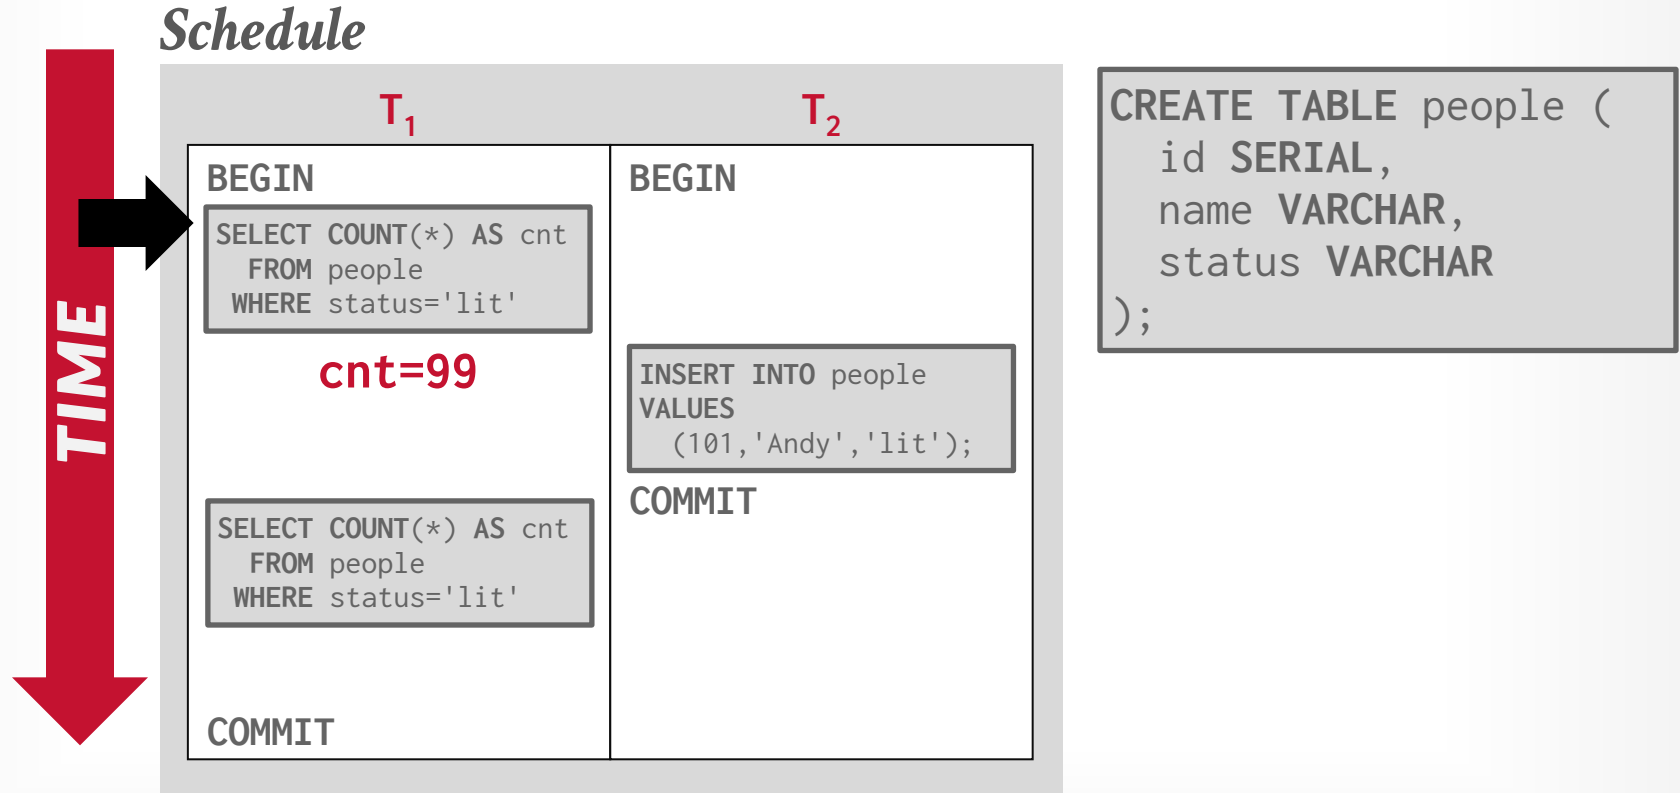 Schedule
TIME
T1
T2
BEGIN
SELECT COUNT(*) AS cnt
FROM people
WHERE status='lit'
cnt=99
SELECT COUNT(*) AS cnt
FROM people
WHERE status='lit'
COMMIT
BEGIN
INSERT INTO people
VALUES
(101,'Andy','lit');
COMMIT
CREATE TABLE people (
id SERIAL,
name VARCHAR,
status VARCHAR
);